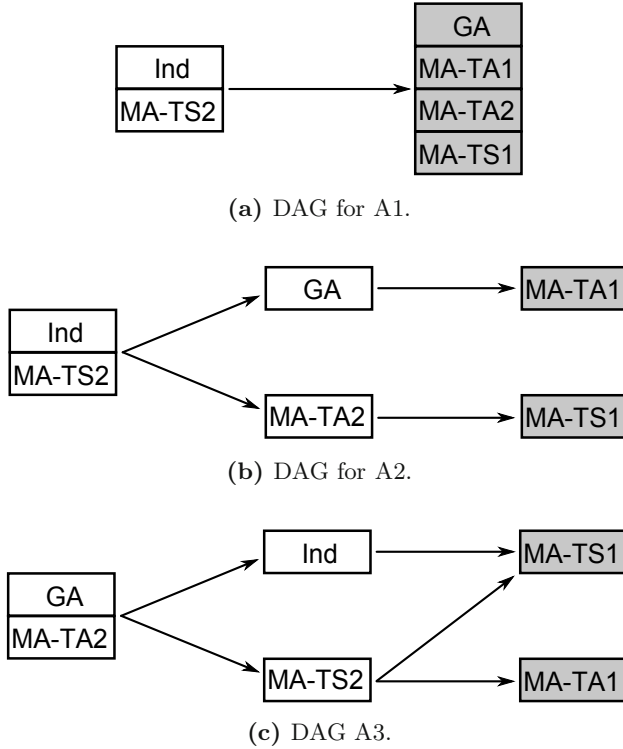 GA
Ind
MA-TA1
MA-TS2
MA-TA2
MA-TS1
(a) DAG for A1.
GA
MA-TA1
Ind
MA-TS2
MA-TA2
MA-TS1
(b) DAG for A2.
Ind
MA-TS1
GA
MA-TA2
MA-TS2
MA-TA1
(c) DAG A3.